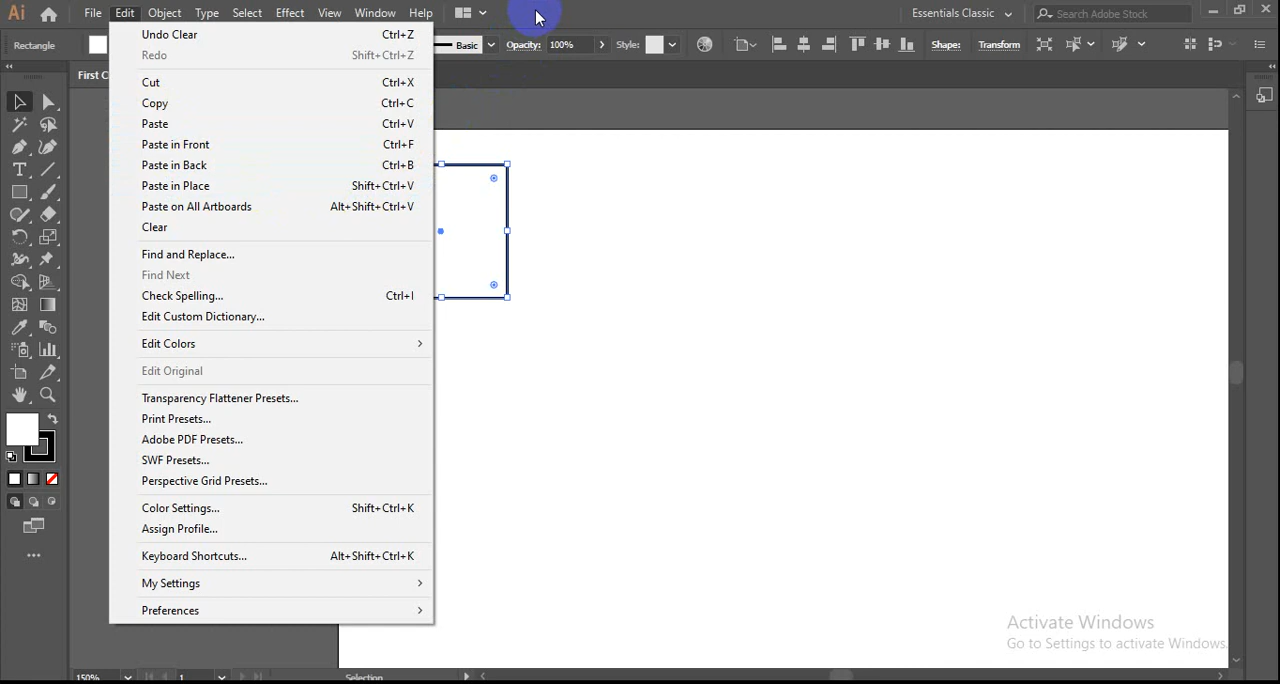 Ai File Edit Object Type Select Effect View Window Help Essentials Classic Search Adobe Stock
Rectangle Basic Opacity: 100% Style: Shape: Transform
First C
Undo Clear Ctrl+Z
Redo Shift+Ctrl+Z
Cut Ctrl+X
Copy Ctrl+C
Paste Ctrl+V
Paste in Front Ctrl+F
Paste in Back Ctrl+B
Paste in Place Shift+Ctrl+V
Paste on All Artboards Alt+Shift+Ctrl+V
Clear
Find and Replace...
Find Next
Check Spelling... Ctrl+I
Edit Custom Dictionary...
Edit Colors
Edit Original
Transparency Flattener Presets...
Print Presets...
Adobe PDF Presets...
SWF Presets...
Perspective Grid Presets...
Color Settings... Shift+Ctrl+K
Assign Profile...
Keyboard Shortcuts... Alt+Shift+Ctrl+K
My Settings
Preferences
Activate Windows
Go to Settings to activate Windows.
150% 1 Selection